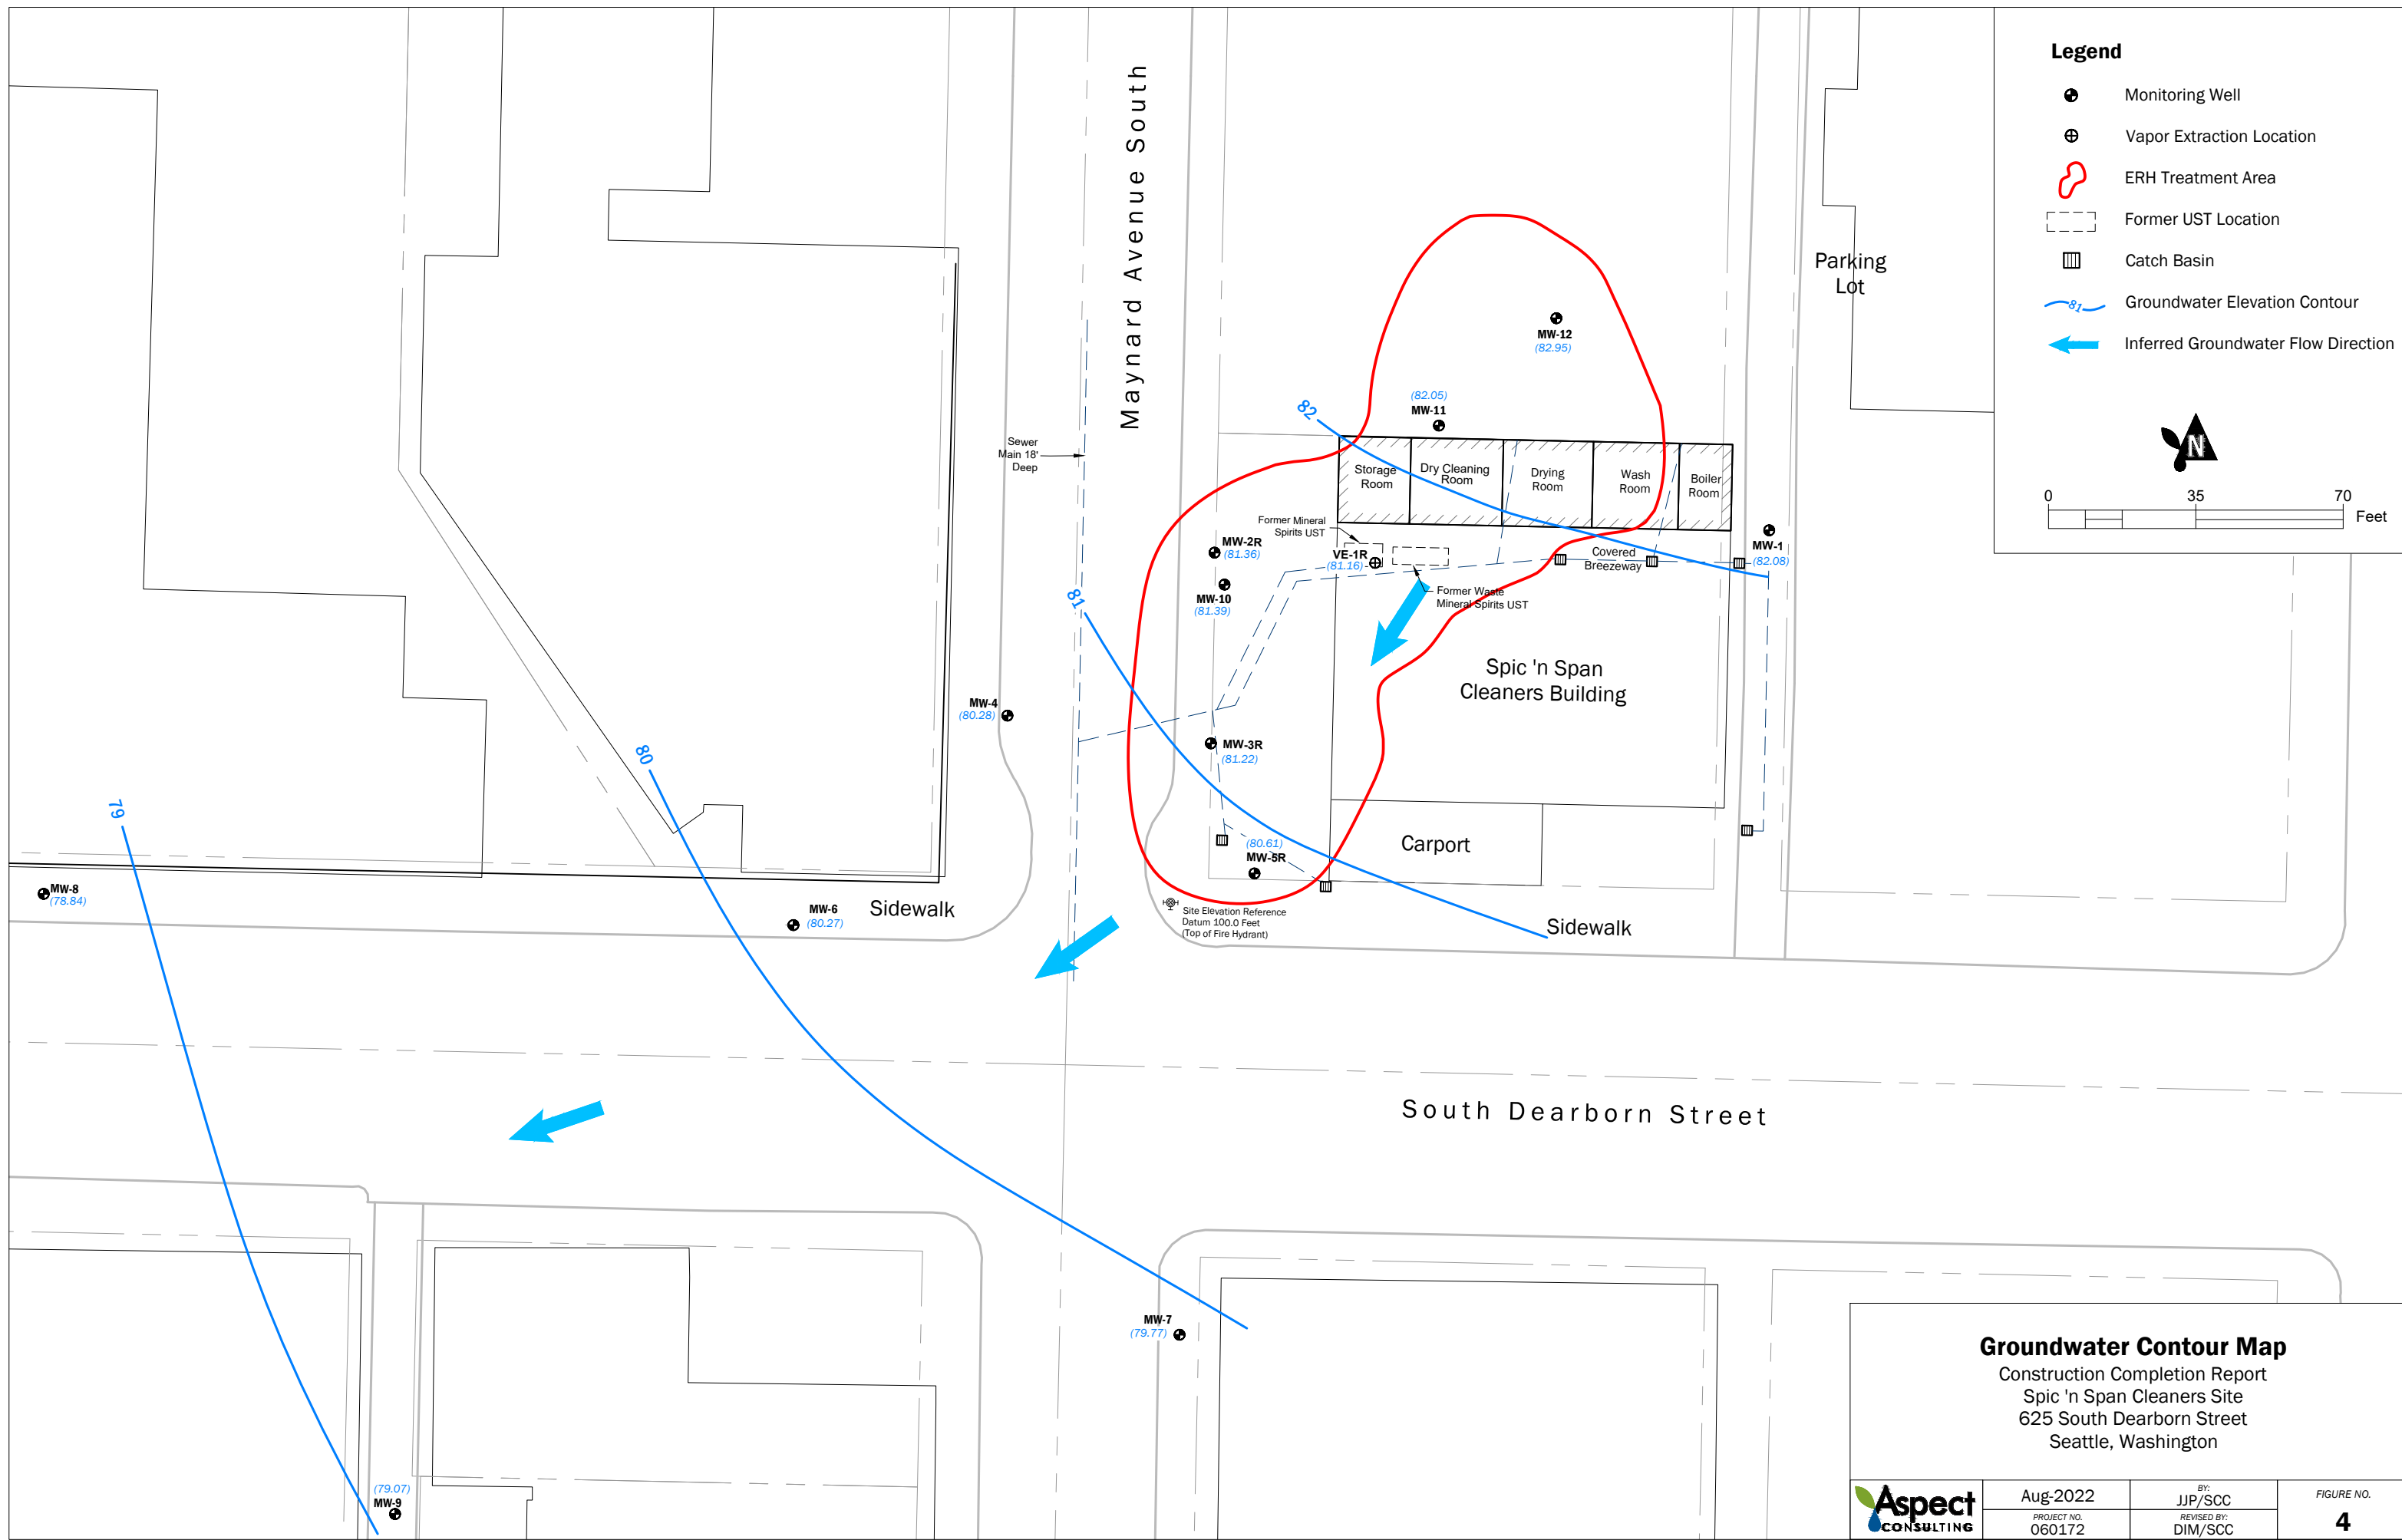 Legend
Monitoring Well
Vapor Extraction Location
ERH Treatment Area
Former UST Location
Catch Basin
81
Groundwater Elevation Contour
Inferred Groundwater Flow Direction
N
0 35 70
Feet
Maynard Avenue South
Parking
Lot
MW-12
(82.95)
(82.05)
MW-11
82
Sewer
Main 18'
Deep
Storage
Room
Dry Cleaning
Room
Drying
Room
Wash
Room
Boiler
Room
Former Mineral
Spirits UST
MW-2R
(81.36)
VE-1R
(81.16)
Covered
Breezeway
MW-1
(82.08)
MW-10
(81.39)
Former Waste
Mineral Spirits UST
81
Spic 'n Span
Cleaners Building
MW-4
(80.28)
MW-3R
(81.22)
80
79
(80.61)
MW-5R
Carport
MW-8
(78.84)
MW-6
(80.27)
Sidewalk
Site Elevation Reference
Datum 100.0 Feet
(Top of Fire Hydrant)
Sidewalk
South Dearborn Street
MW-7
(79.77)
(79.07)
MW-9
Groundwater Contour Map
Construction Completion Report
Spic 'n Span Cleaners Site
625 South Dearborn Street
Seattle, Washington
Aspect
CONSULTING
Aug-2022
PROJECT NO.
060172
BY:
JJP/SCC
REVISED BY:
DIM/SCC
FIGURE NO.
4